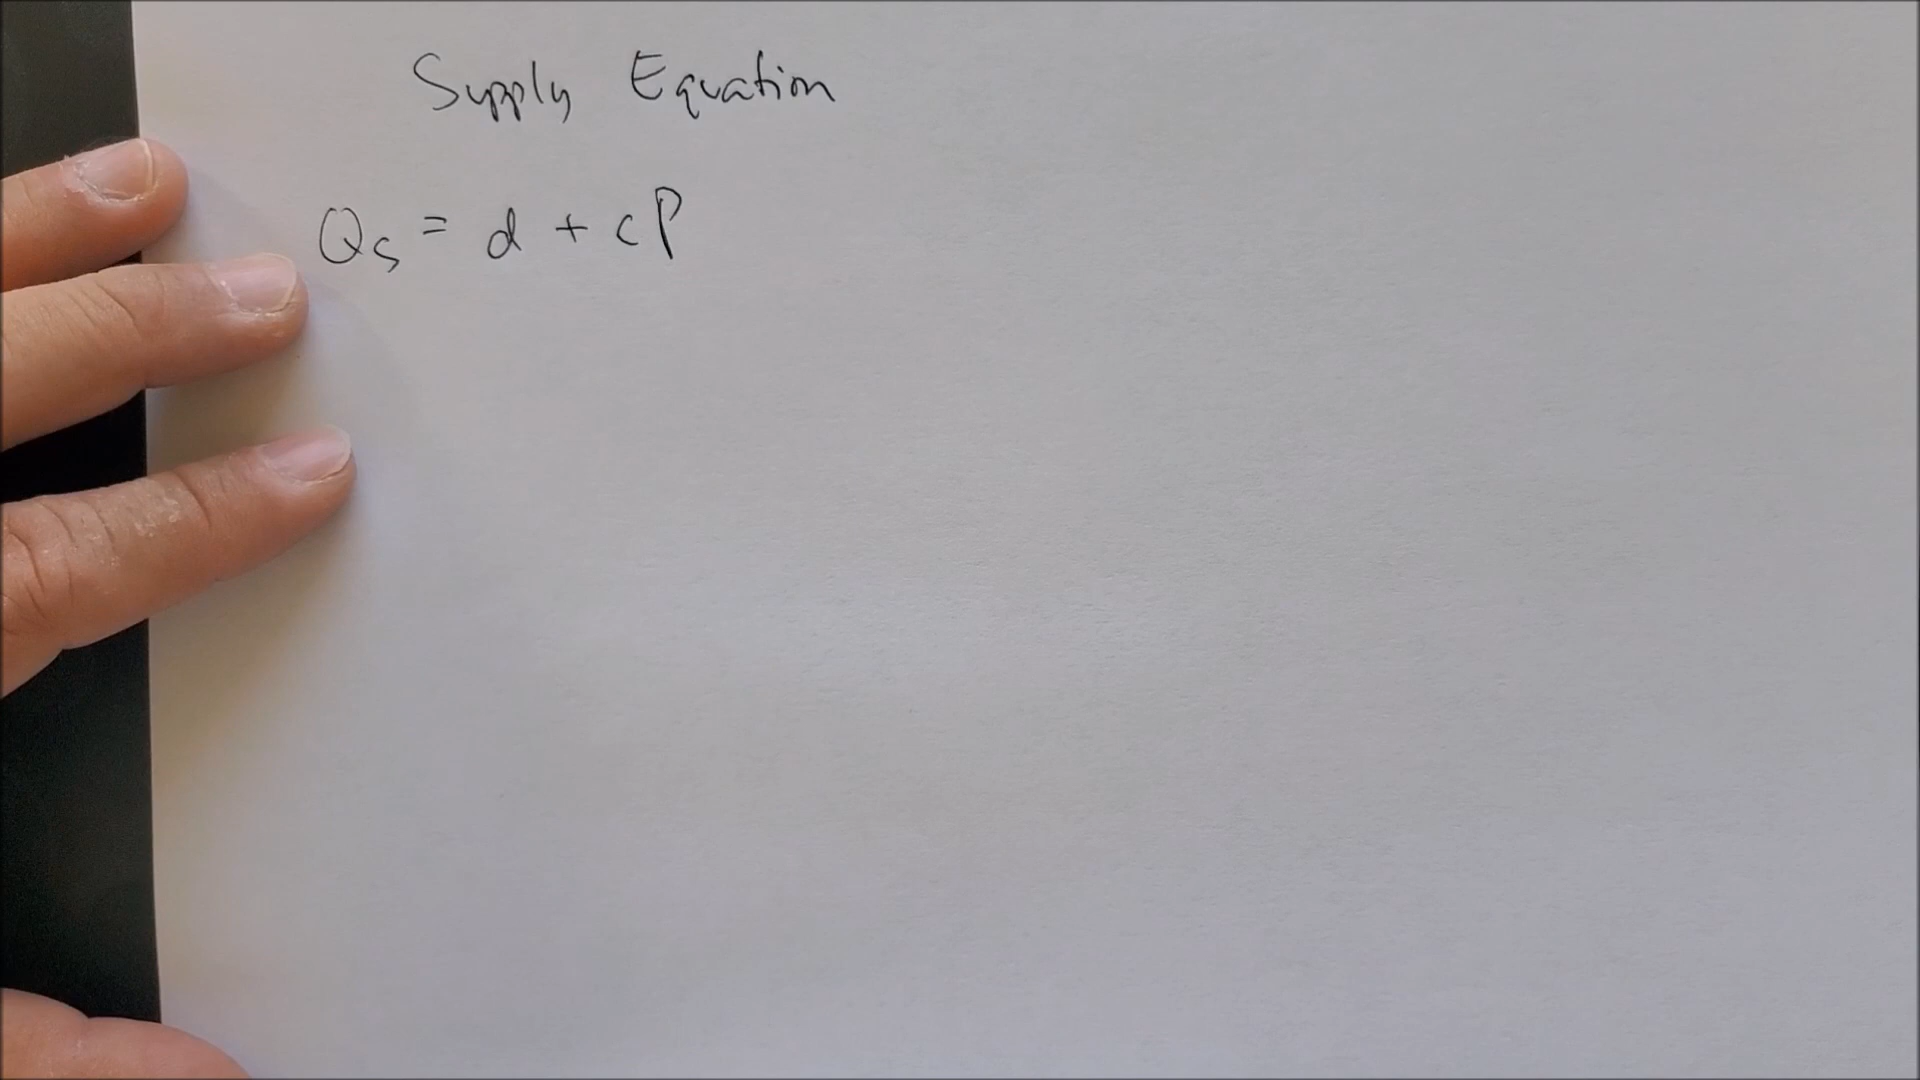 Supply Equation
Qs = d + cP